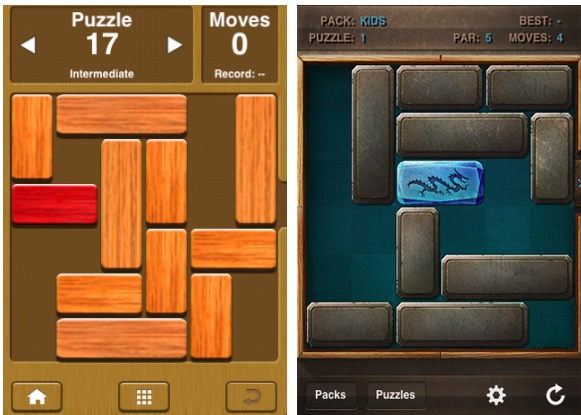 Puzzle
17
Intermediate
Moves
0
Record: --
PACK: KIDS
BEST: -
PUZZLE: 1
PAR: 5
MOVES: 4
Packs
Puzzles